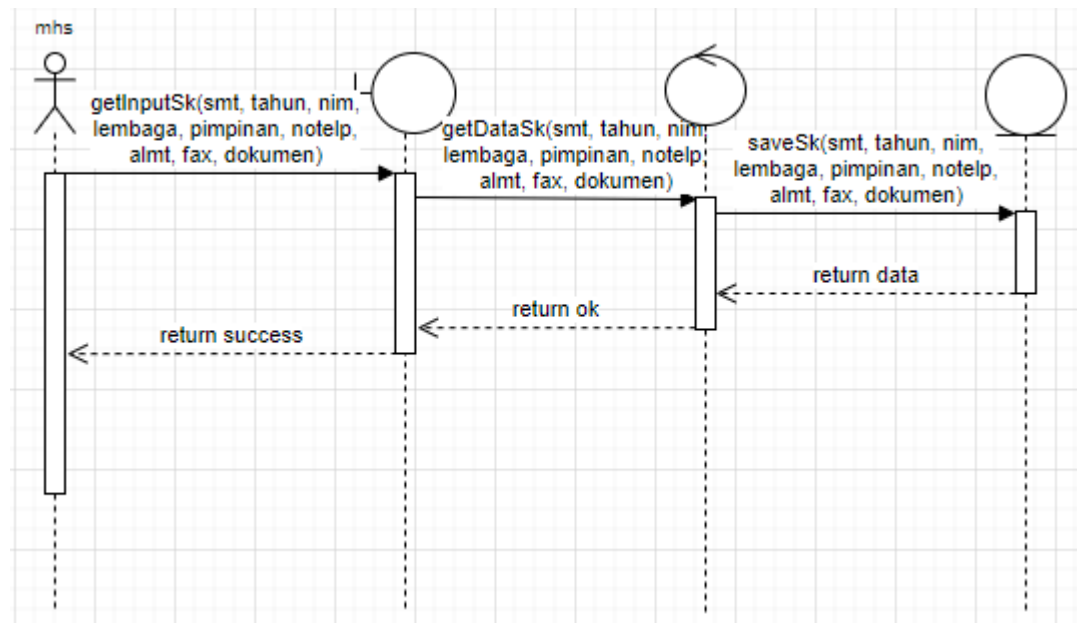 mhs
getInputSk(smt, tahun, nim,
lembaga, pimpinan, notelp,
almt, fax, dokumen)
getDataSk(smt, tahun, nim,
lembaga, pimpinan, notelp,
almt, fax, dokumen)
saveSk(smt, tahun, nim,
lembaga, pimpinan, notelp,
almt, fax, dokumen)
return data
return ok
return success